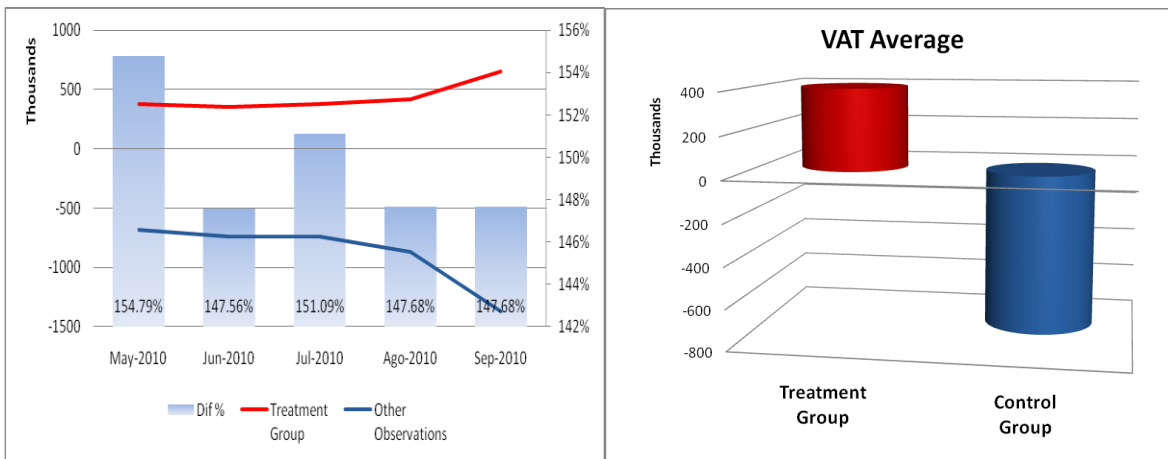 1000
500
0
-500
-1000
-1500
Thousands
156%
154%
152%
150%
148%
146%
144%
142%
154.79% 147.56% 151.09% 147.68% 147.68%
May-2010 Jun-2010 Jul-2010 Ago-2010 Sep-2010
Dif % Treatment Other
Group Observations
VAT Average
Thousands
400
200
0
-200
-400
-600
-800
Treatment
Group
Control
Group